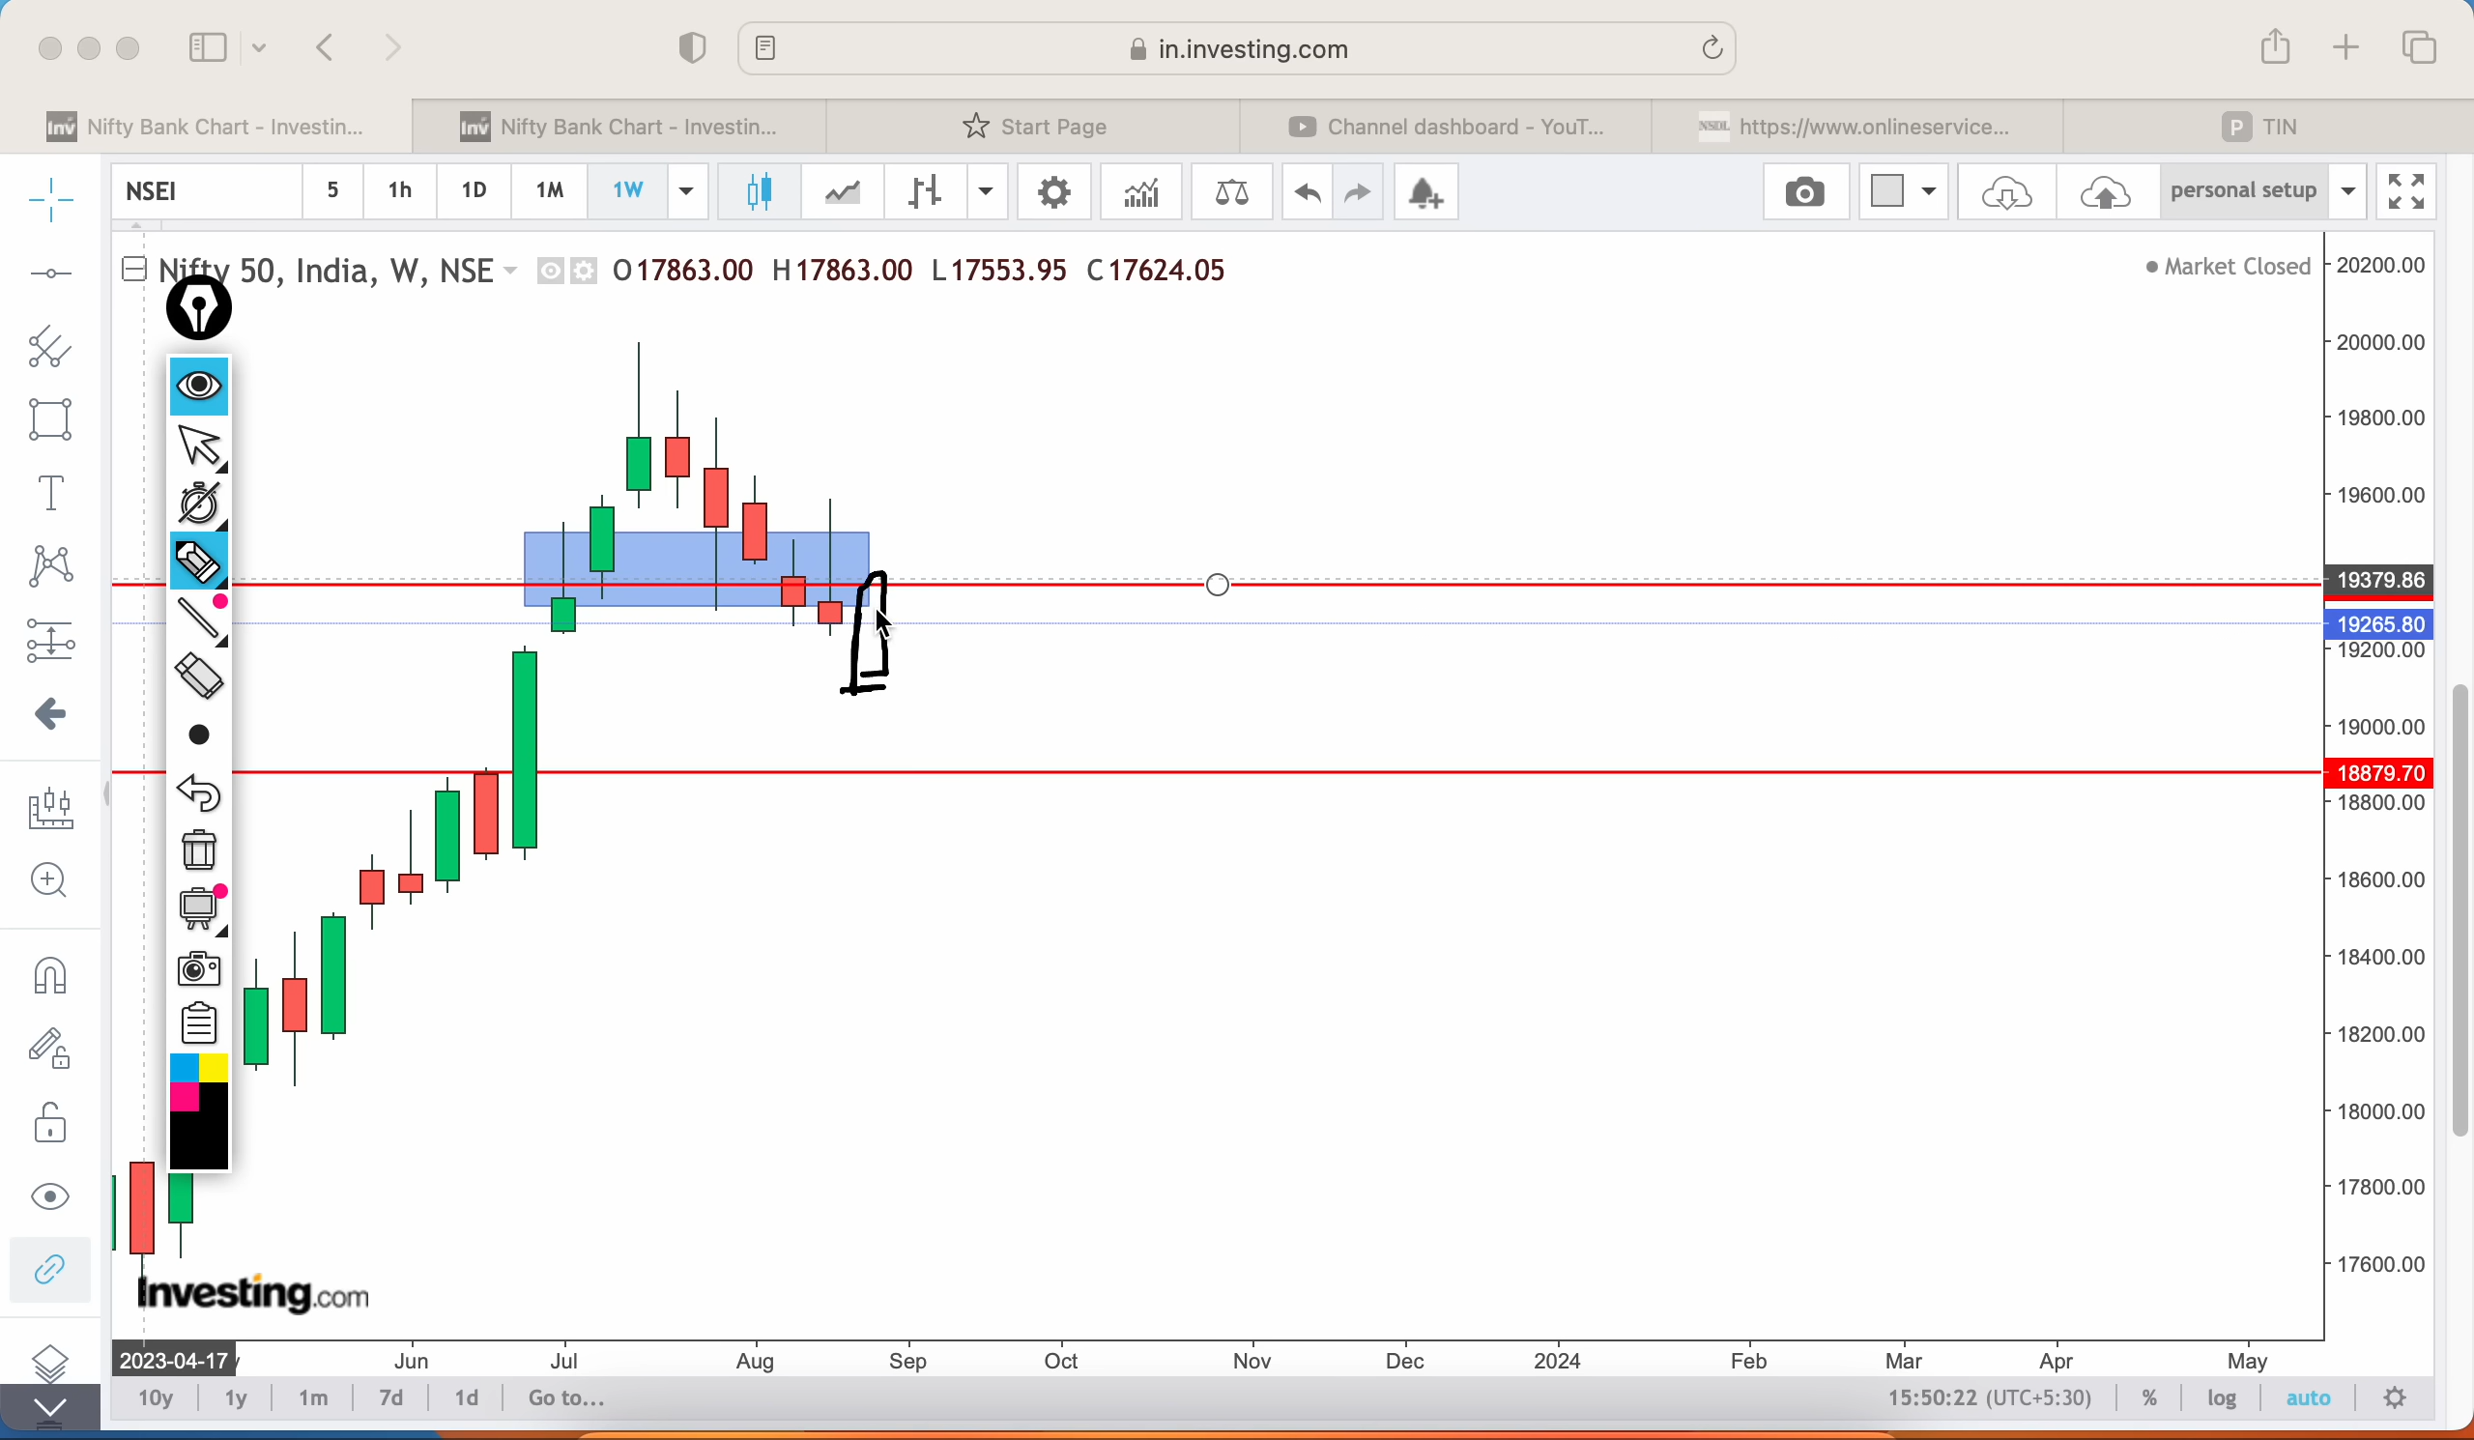 in.investing.com
Nifty Bank Chart - Investin...
Nifty Bank Chart - Investin...
Start Page
Channel dashboard - YouT...
NSDL https://www.onlineservice...
P TIN
NSEI 5 1h 1D 1M 1W
personal setup
Nifty 50, India, W, NSE O17863.00 H17863.00 L17553.95 C17624.05
Market Closed
20200.00
20000.00
19800.00
19600.00
19379.86
19265.80
19200.00
19000.00
18879.70
18800.00
18600.00
18400.00
18200.00
18000.00
17800.00
17600.00
Investing.com
2023-04-17 Jun Jul Aug Sep Oct Nov Dec 2024 Feb Mar Apr May
10y 1y 1m 7d 1d Go to... 15:50:22 (UTC+5:30) % log auto